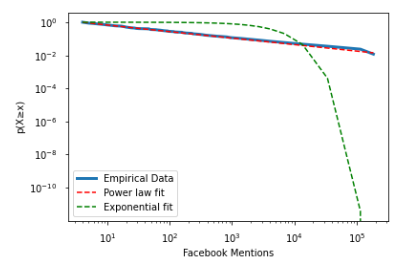 10⁰
10⁻²
10⁻⁴
10⁻⁶
10⁻⁸
10⁻¹⁰
p(X≥x)
Empirical Data
Power law fit
Exponential fit
10¹ 10² 10³ 10⁴ 10⁵
Facebook Mentions